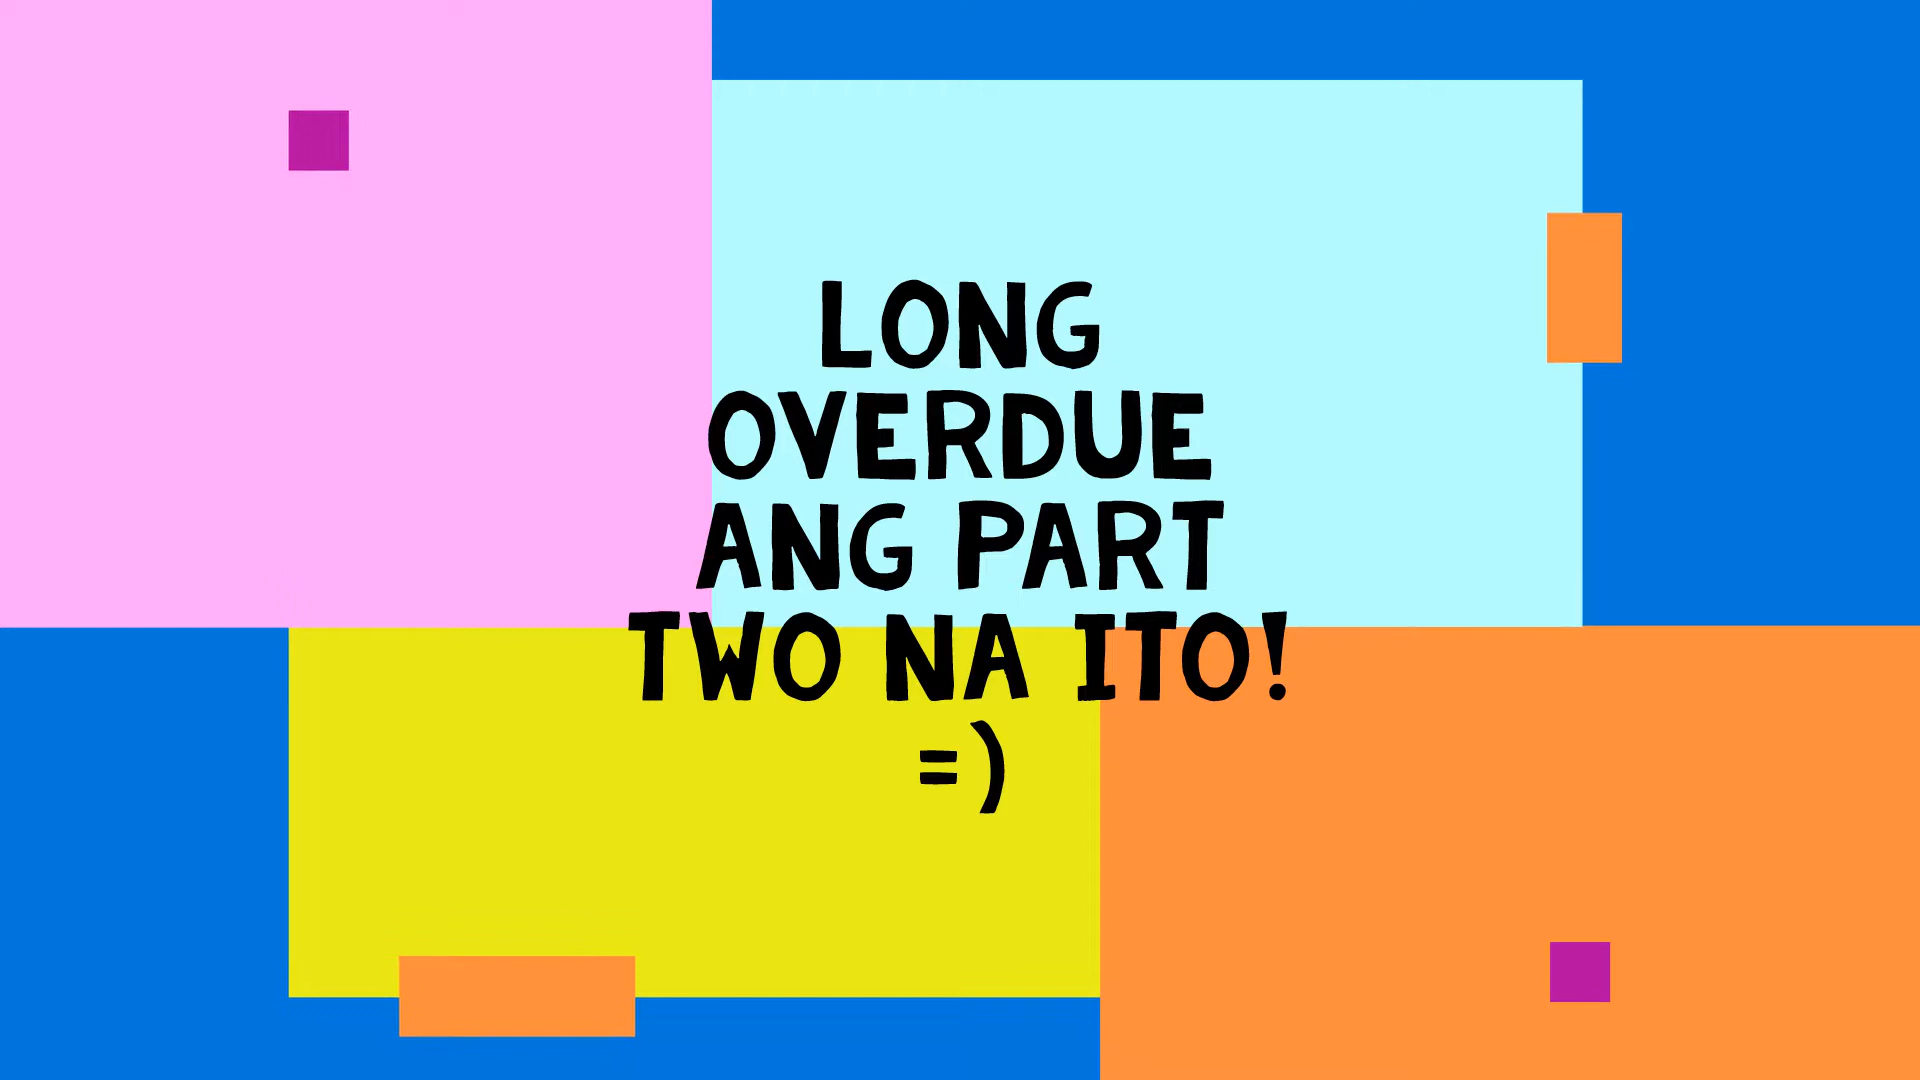 LONG
OVERDUE
ANG PART
TWO NA ITO!
=)